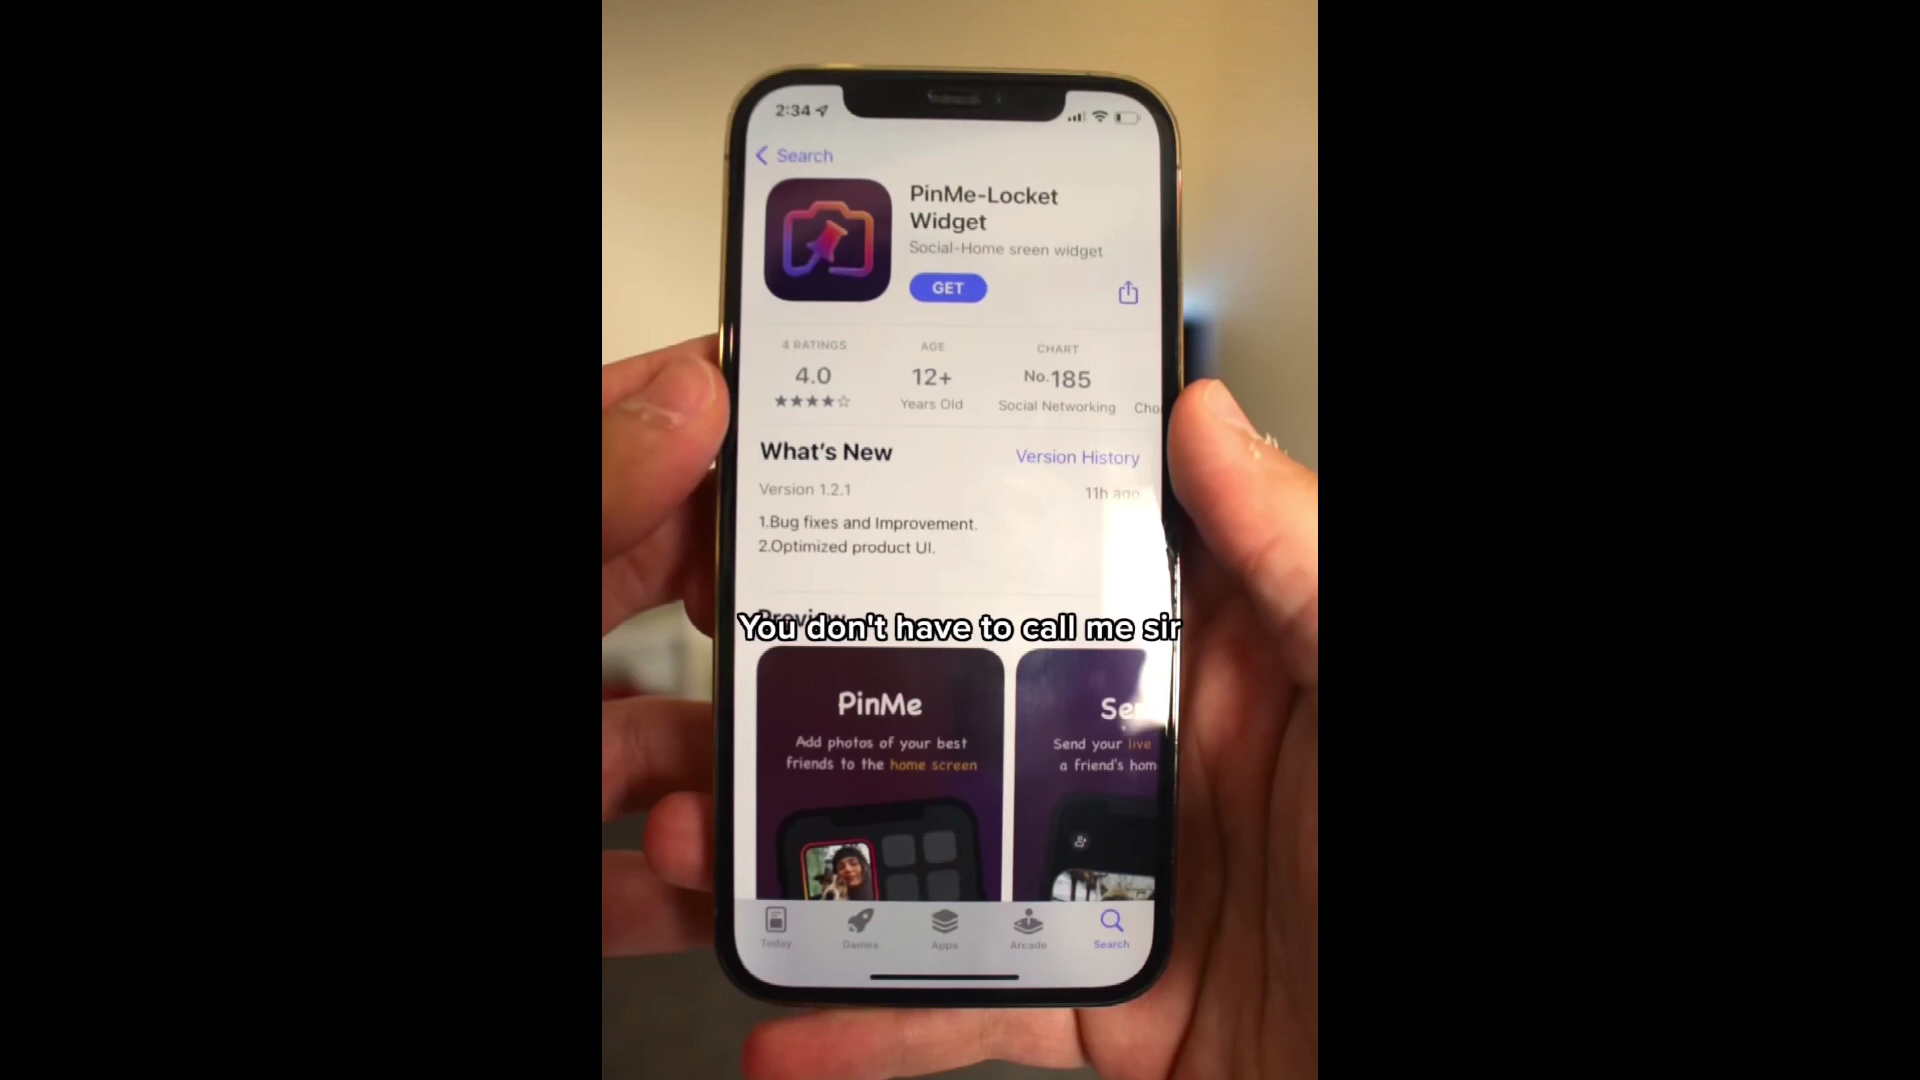 2:34
Search
PinMe-Locket
Widget
Social-Home sreen widget
GET
4 RATINGS
AGE
CHART
4.0
12+
No.185
Years Old
Social Networking
Cho
What's New
Version History
Version 1.2.1
11h ago
1.Bug fixes and Improvement.
2.Optimized product UI.
Preview
You don't have to call me sir
PinMe
Add photos of your best
friends to the home screen
Sen
Send your live
a friend's hom
Today
Games
Apps
Arcade
Search